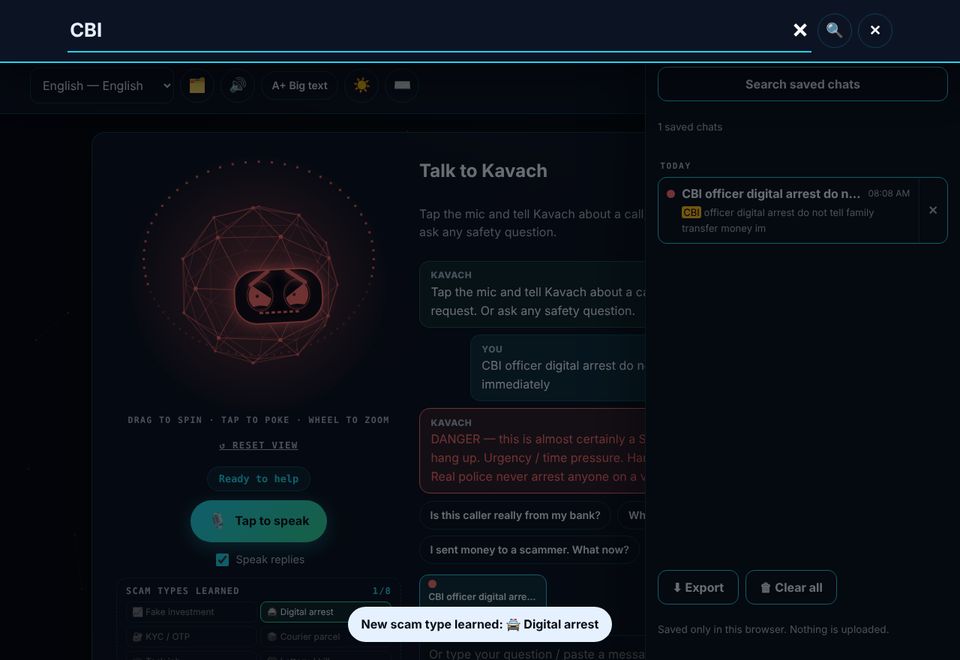 CBI
English — English
A+ Big text
Search saved chats
1 saved chats
TODAY
CBI officer digital arrest do n… 08:08 AM
CBI officer digital arrest do not tell family
transfer money im
Talk to Kavach
Tap the mic and tell Kavach about a call
ask any safety question.
KAVACH
Tap the mic and tell Kavach about a
request. Or ask any safety question.
YOU
CBI officer digital arrest do
immediately
KAVACH
DANGER — this is almost certainly a
hang up. Urgency / time pressure.
Real police never arrest anyone on a
Is this caller really from my bank?
I sent money to a scammer. What now?
CBI officer digital arre…
DRAG TO SPIN · TAP TO POKE · WHEEL TO ZOOM
↺ RESET VIEW
Ready to help
Tap to speak
Speak replies
SCAM TYPES LEARNED 1/8
Fake investment
Digital arrest
KYC / OTP
Courier parcel
New scam type learned: Digital arrest
Or type your question / paste a
Export
Clear all
Saved only in this browser. Nothing is uploaded.